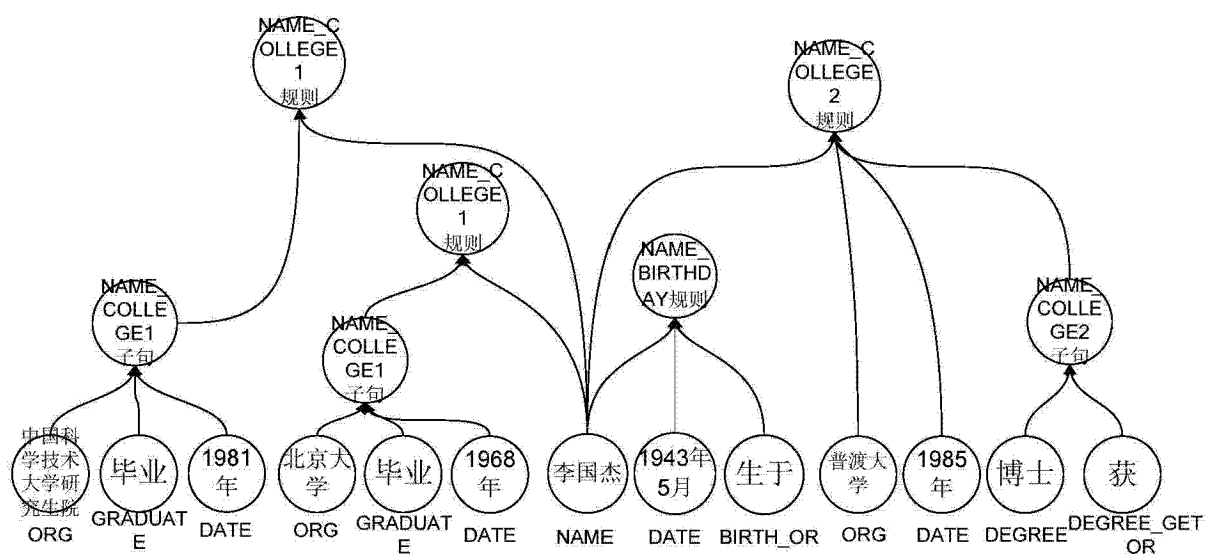 NAME_C
OLLEGE
1
规则
NAME_C
OLLEGE
2
规则
NAME_C
OLLEGE
1
规则
NAME_
BIRTHD
AY规则
NAME_
COLLE
GE1
子句
NAME_
COLLE
GE1
子句
NAME_
COLLE
GE2
子句
中国科
学技术
大学研
究生院
毕业
1981
年
北京大
学
毕业
1968
年
李国杰
1943年
5月
生于
普渡大
学
1985
年
博士
获
ORG
GRADUAT
E
DATE
ORG
GRADUAT
E
DATE
NAME
DATE
BIRTH_OR
ORG
DATE
DEGREE
DEGREE_GET
OR